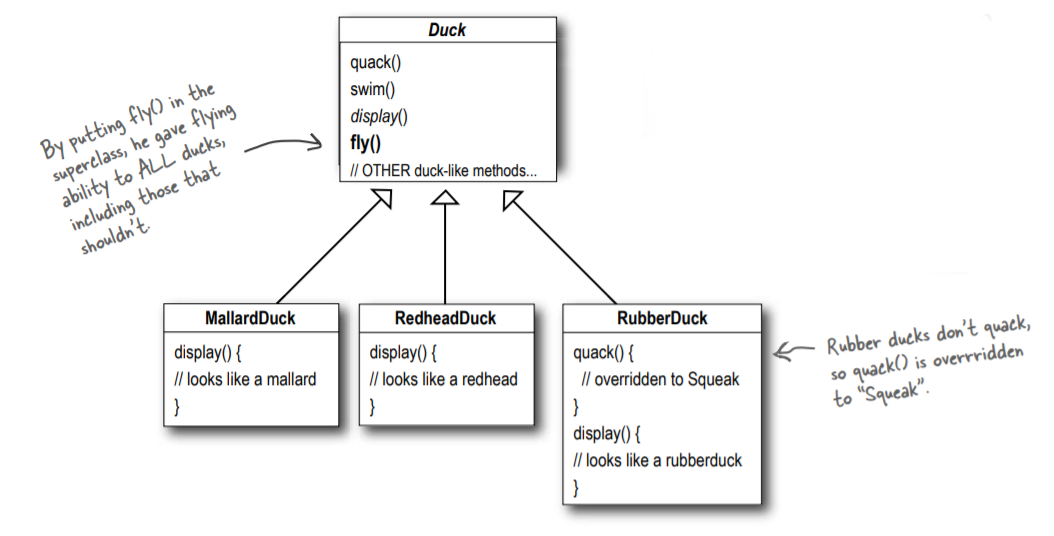 Duck
quack()
swim()
display()
fly()
// OTHER duck-like methods...
By putting fly() in the
superclass, he gave flying
ability to ALL ducks,
including those that
shouldn't.
MallardDuck
display() {
// looks like a mallard
}
RedheadDuck
display() {
// looks like a redhead
}
RubberDuck
quack() {
// overridden to Squeak
}
display() {
// looks like a rubberduck
}
Rubber ducks don't quack,
so quack() is overrridden
to "Squeak".